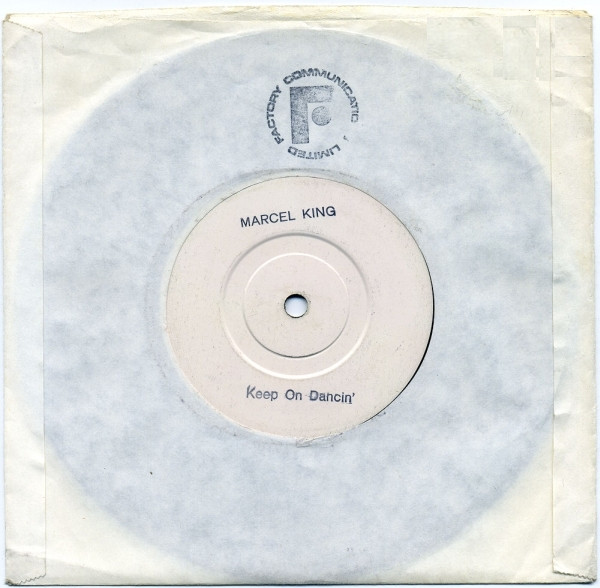 FACTORY COMMUNICATIO
LIMITED
F
MARCEL KING
Keep On Dancin'